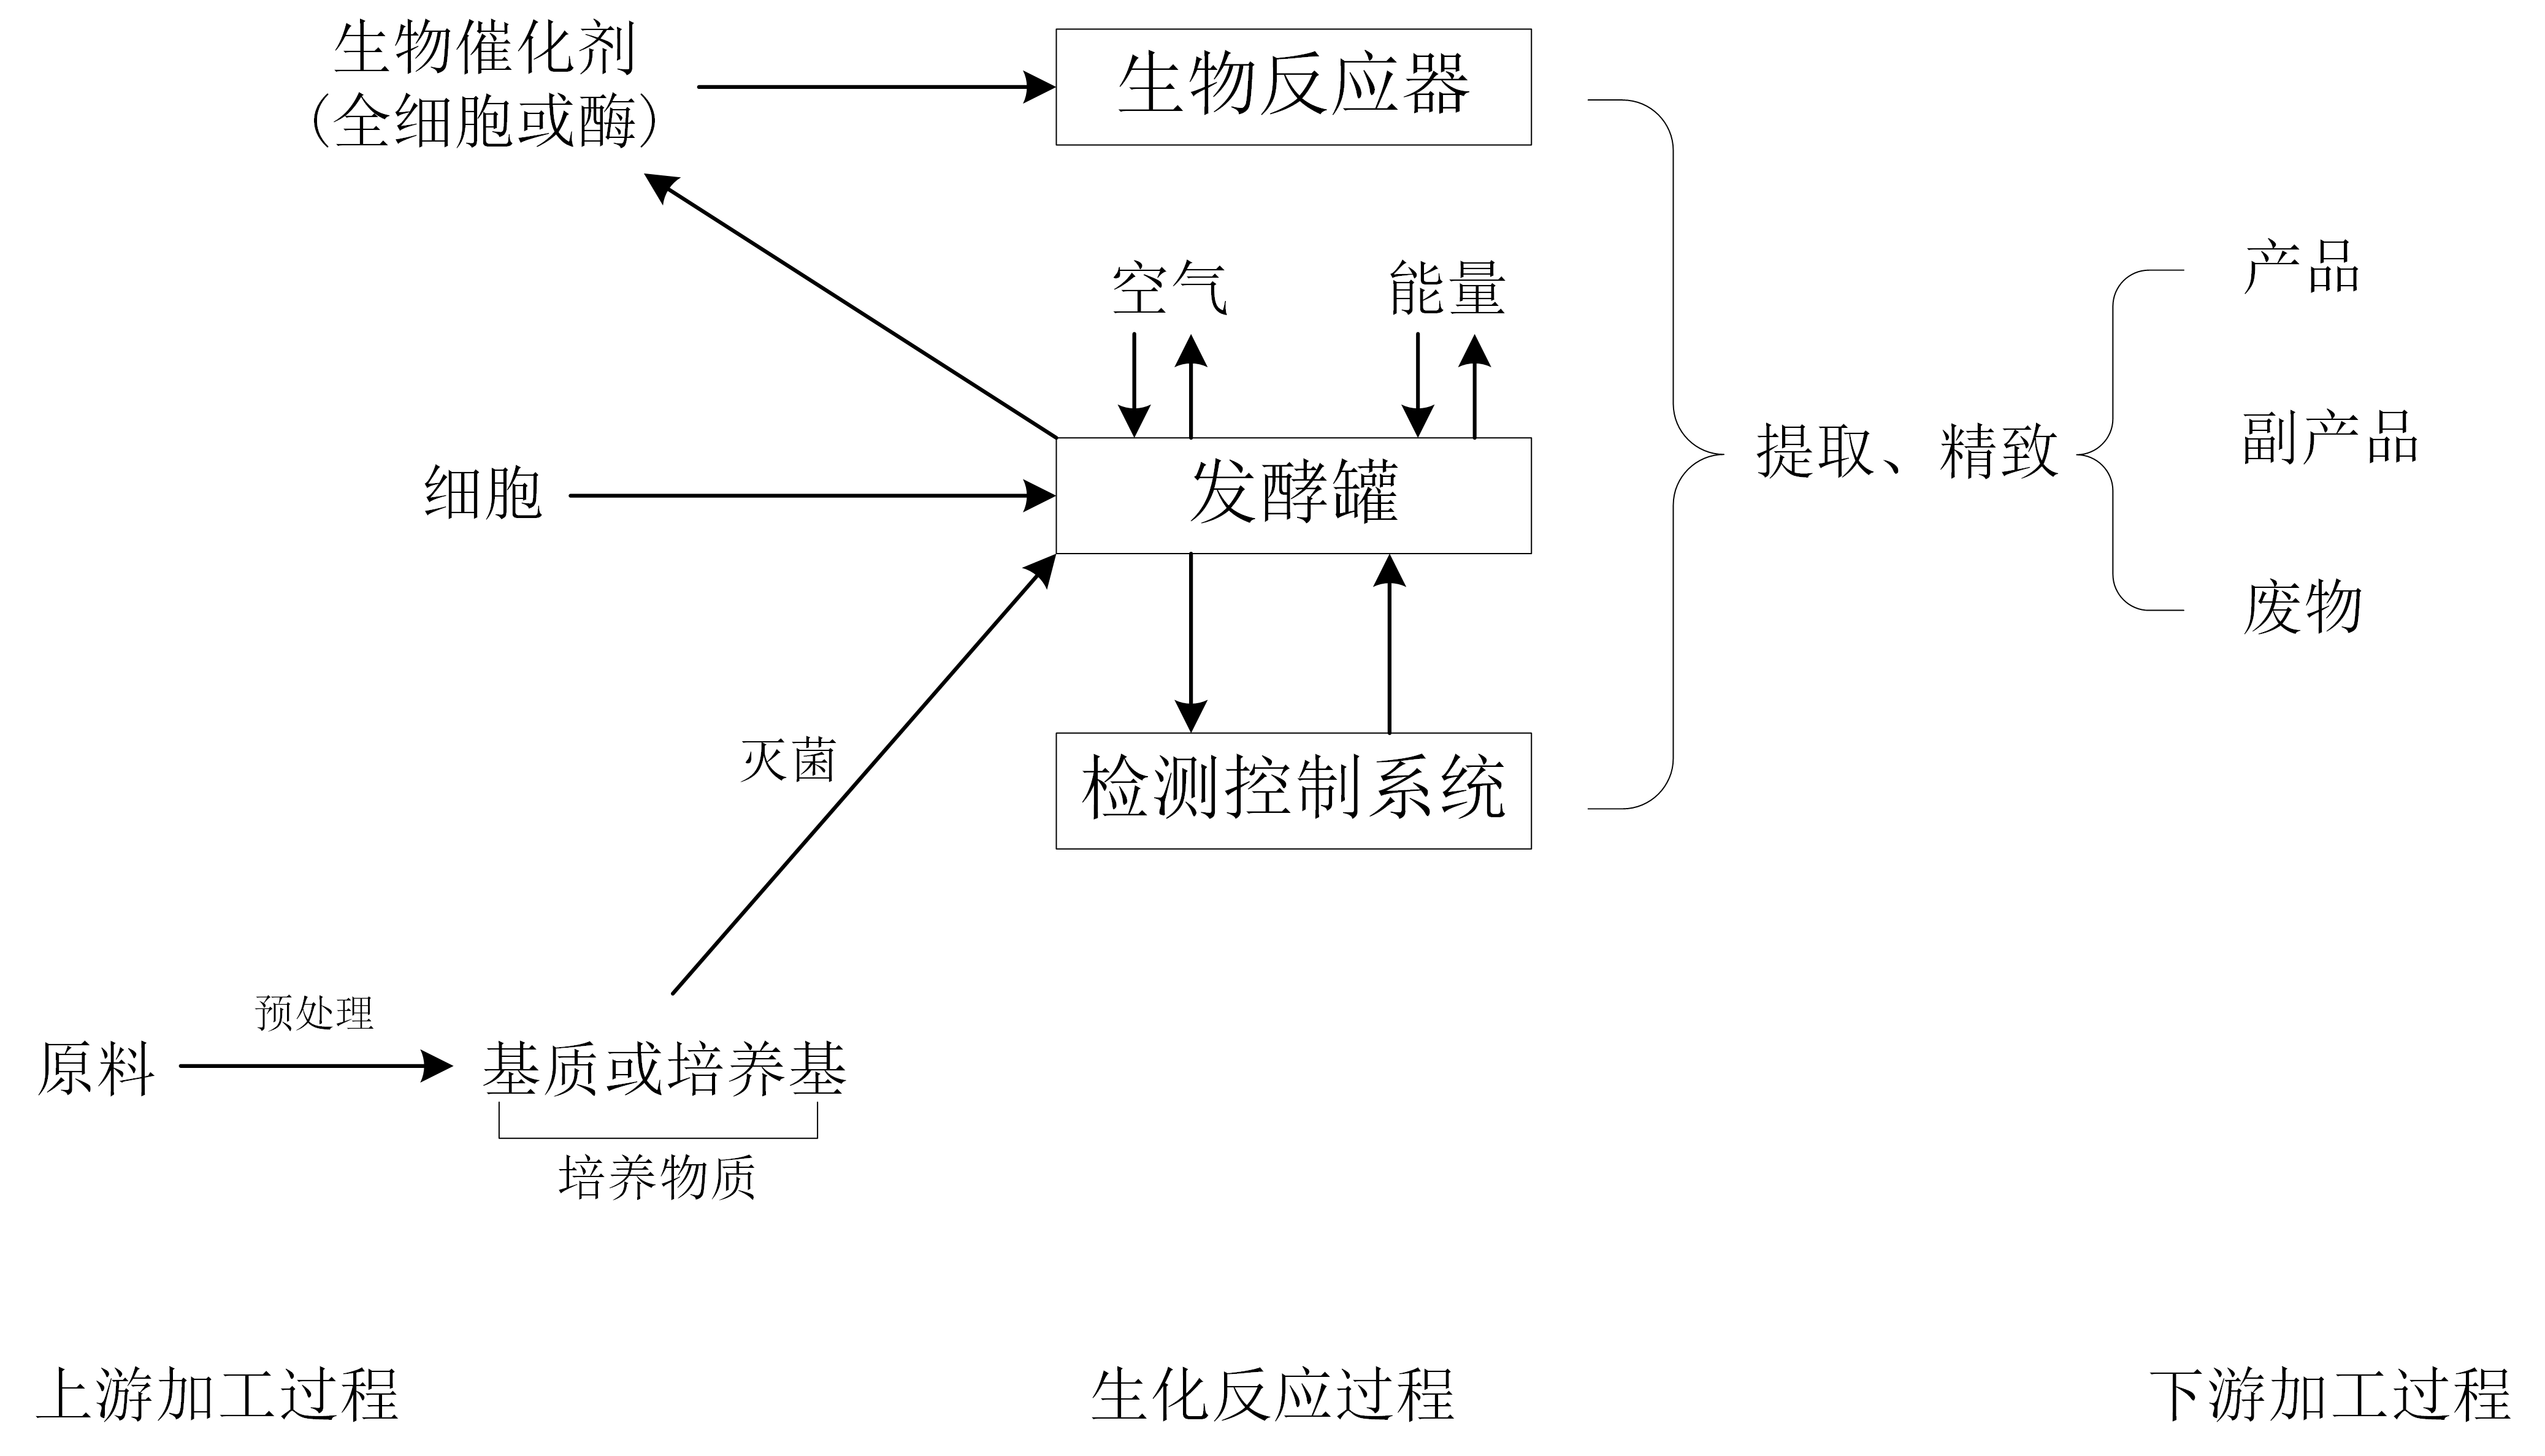 生物催化剂
（全细胞或酶）
生物反应器
空气
能量
产品
细胞
发酵罐
提取、精致
副产品
废物
灭菌
检测控制系统
预处理
原料
基质或培养基
培养物质
上游加工过程
生化反应过程
下游加工过程